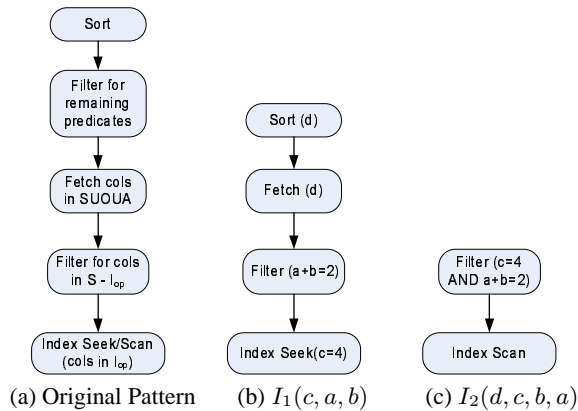 Sort
Filter for
remaining
predicates
Fetch cols
in SUOUA
Filter for cols
in S - I_op
Index Seek/Scan
(cols in I_op)
(a) Original Pattern
Sort (d)
Fetch (d)
Filter (a+b=2)
Index Seek(c=4)
(b) I_1(c, a, b)
Filter (c=4
AND a+b=2)
Index Scan
(c) I_2(d, c, b, a)